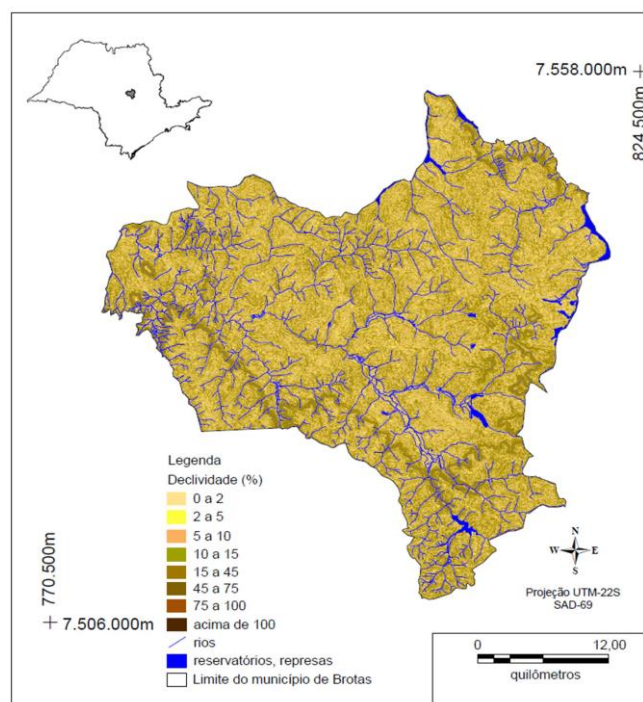 7.558.000m
824.500m
Legenda
Declividade (%)
0 a 2
2 a 5
5 a 10
10 a 15
15 a 45
45 a 75
75 a 100
acima de 100
rios
reservatórios, represas
Limite do município de Brotas
770.500m
7.506.000m
N
W E
S
Projeção UTM-22S
SAD-69
0 12,00
quilômetros